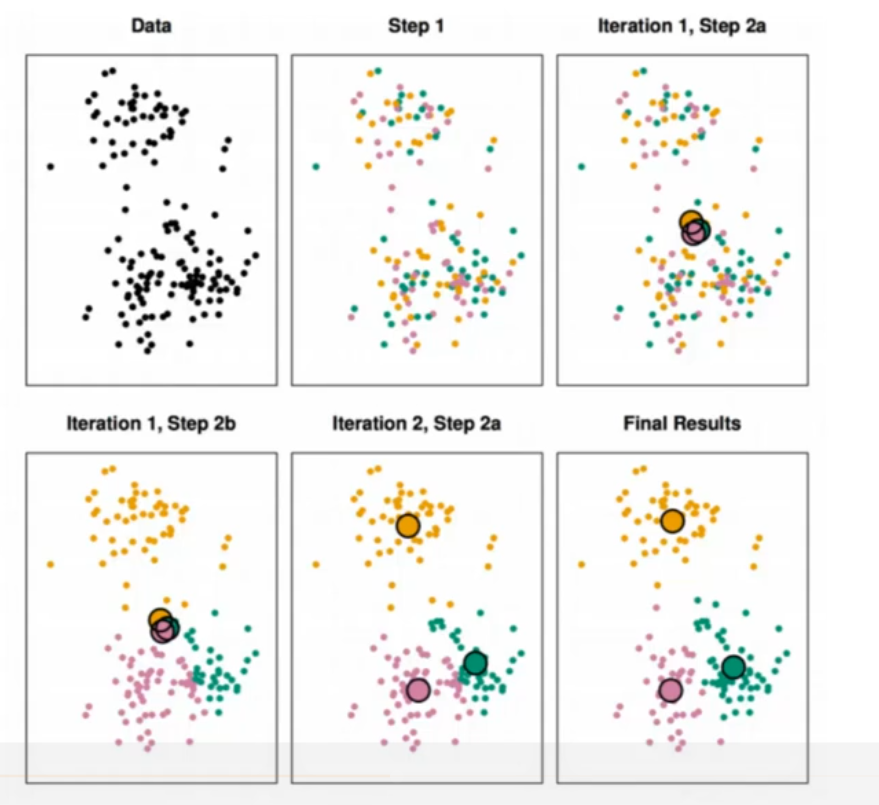 Data
Step 1
Iteration 1, Step 2a
Iteration 1, Step 2b
Iteration 2, Step 2a
Final Results